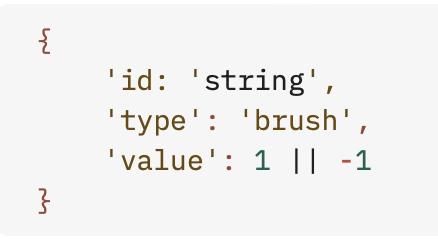 {
'id: 'string',
'type': 'brush',
'value': 1 || -1
}